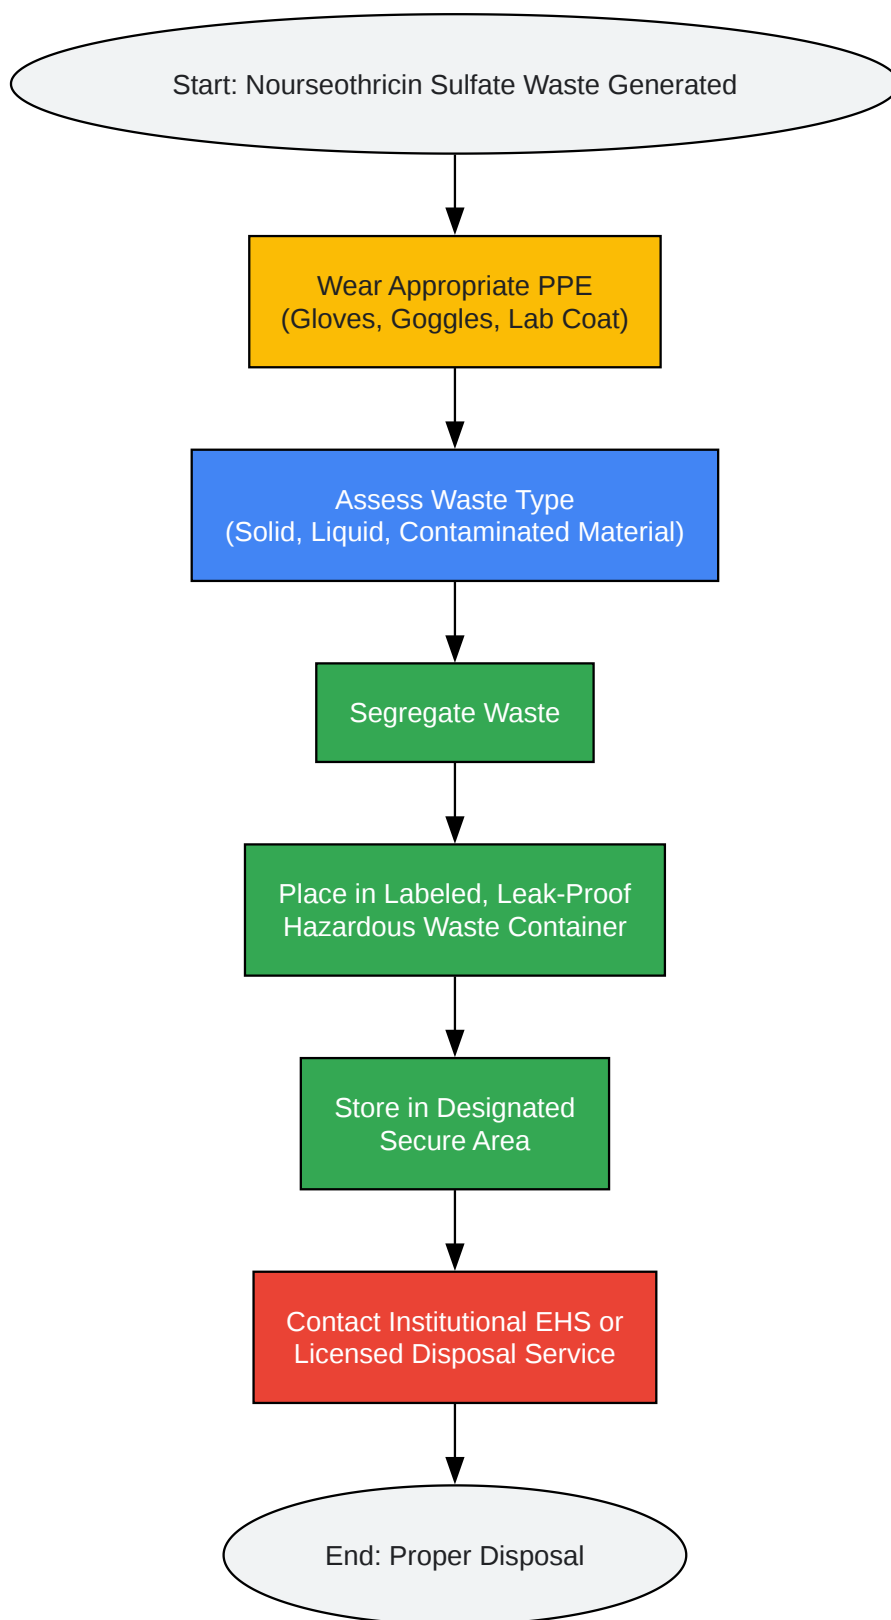 Start: Nourseothricin Sulfate Waste Generated
Wear Appropriate PPE
(Gloves, Goggles, Lab Coat)
Assess Waste Type
(Solid, Liquid, Contaminated Material)
Segregate Waste
Place in Labeled, Leak-Proof
Hazardous Waste Container
Store in Designated
Secure Area
Contact Institutional EHS or
Licensed Disposal Service
End: Proper Disposal